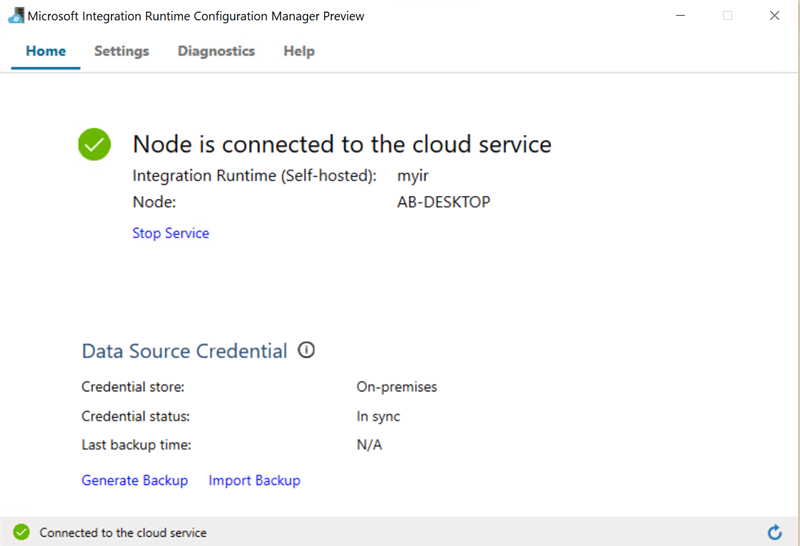 Microsoft Integration Runtime Configuration Manager Preview
Home Settings Diagnostics Help
Node is connected to the cloud service
Integration Runtime (Self-hosted): myir
Node: AB-DESKTOP
Stop Service
Data Source Credential
Credential store: On-premises
Credential status: In sync
Last backup time: N/A
Generate Backup Import Backup
Connected to the cloud service